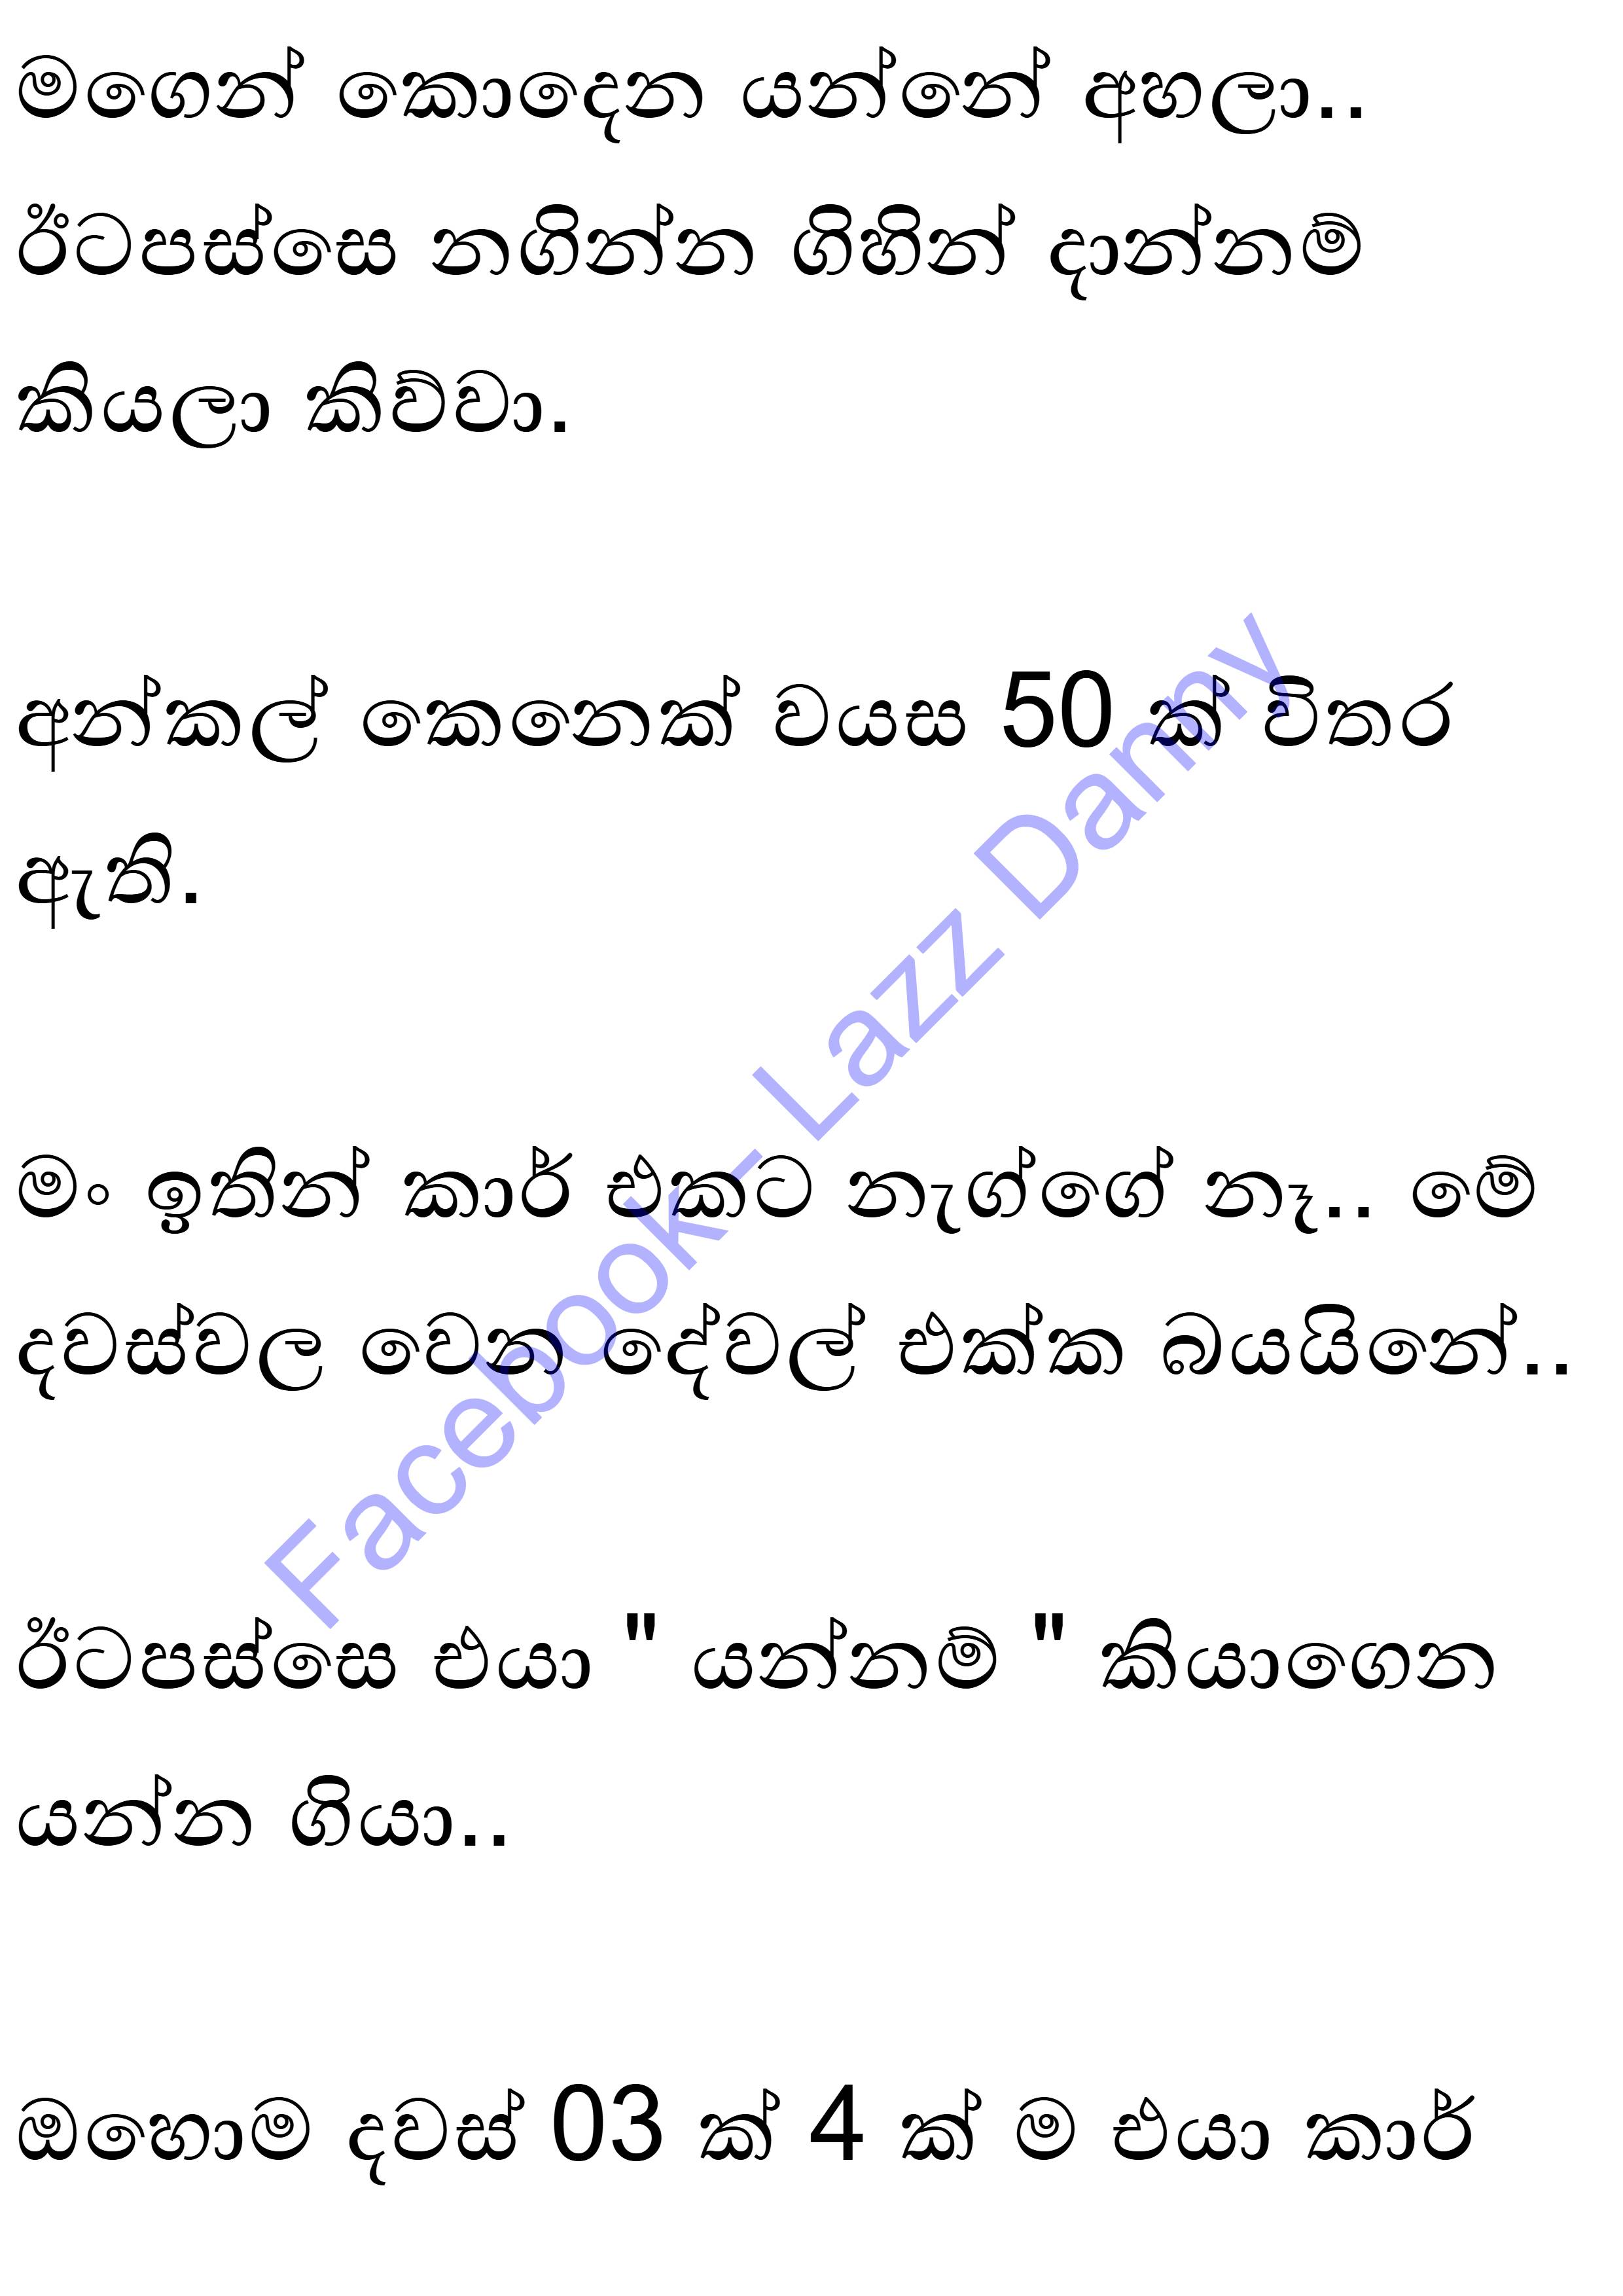 මගෙන් කොදෙන යන්නේ අහලා..
ඊටපස්සෙ නගින්න ගිහින් දාන්නම්
කියලා කිව්වා.
අන්කල් කෙනෙක් වයස 50 ක් විතර
ඇති.
මං ඉතින් කාර් එකට නැග්ගේ නෑ.. මේ
දවස්වල වෙන දේවල් එක්ක බයයිනේ..
ඊටපස්සෙ එයා " යන්නම් " කියාගෙන
යන්න ගියා..
ඔහොම දවස් 03 ක් 4 ක් ම එයා කාර්
Facebook- Lazz Danny